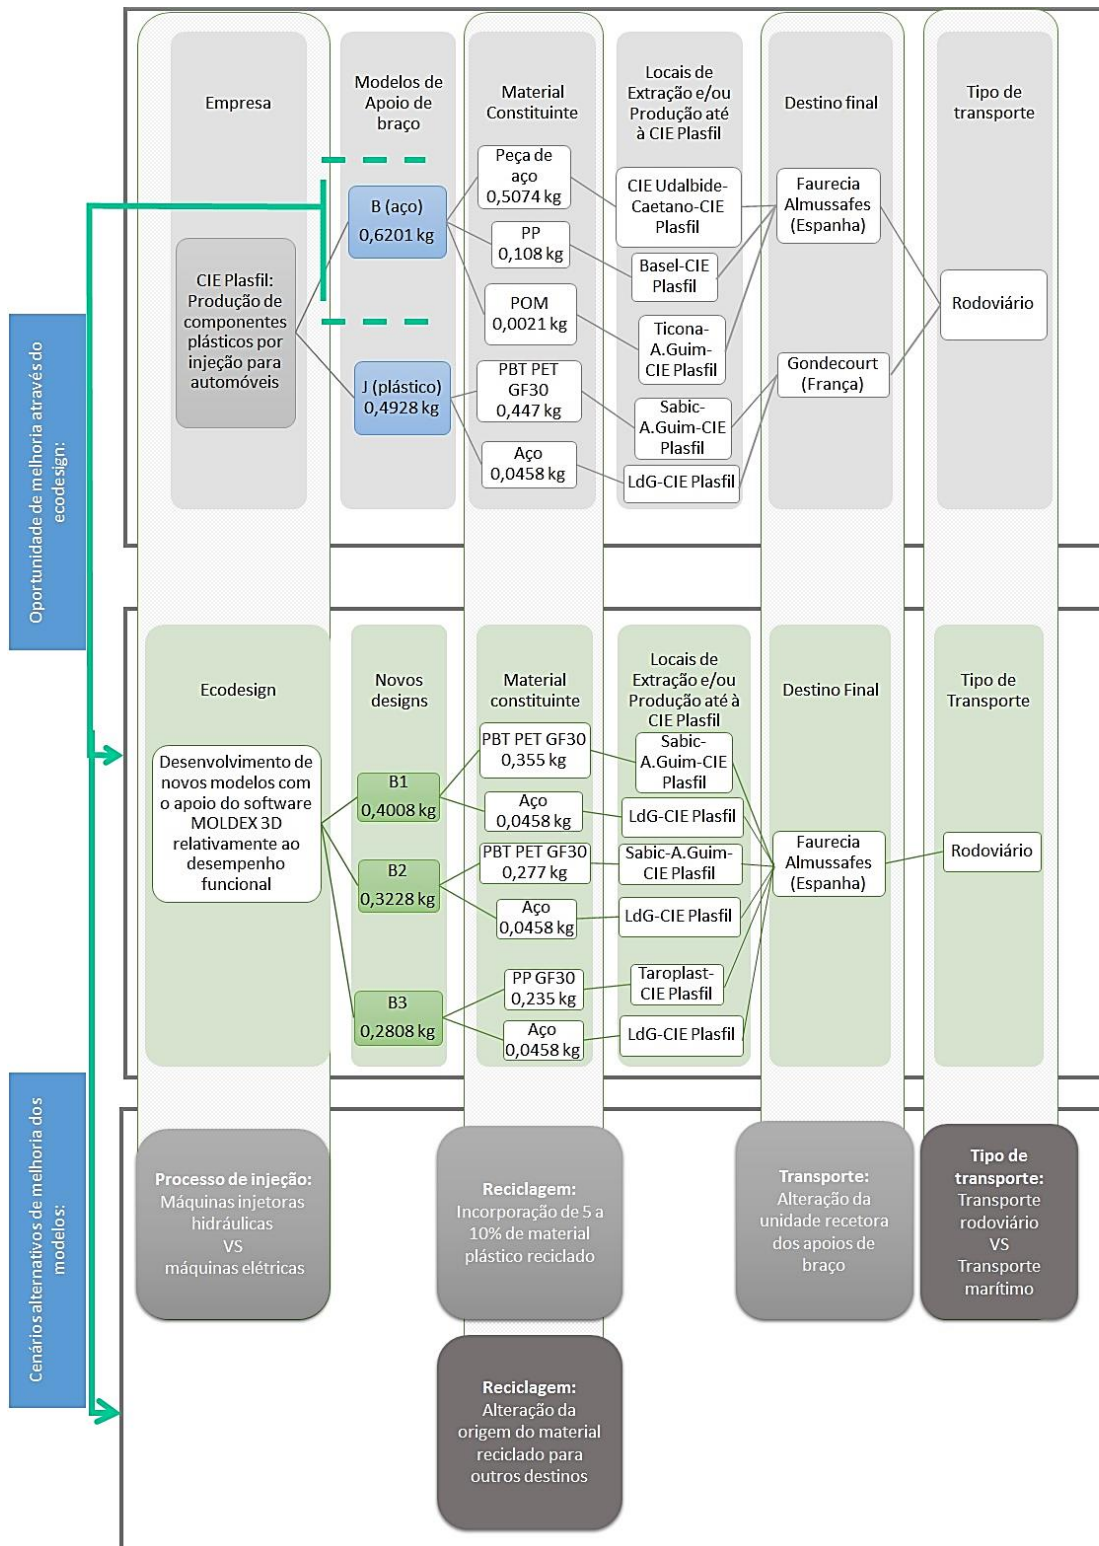 Oportunidade de melhoria através do
ecodesign:
Empresa
Modelos de
Apoio de
braço
Material
Constituinte
Locais de
Extração e/ou
Produção até
à CIE Plasfil
Destino final
Tipo de
transporte
CIE Plasfil:
Produção de
componentes
plásticos por
injeção para
automóveis
B (aço)
0,6201 kg
J (plástico)
0,4928 kg
Peça de
aço
0,5074 kg
PP
0,108 kg
POM
0,0021 kg
PBT PET
GF30
0,447 kg
Aço
0,0458 kg
CIE Udalbide-
Caetano-CIE
Plasfil
Basel-CIE
Plasfil
Ticona-
A.Guim-
CIE Plasfil
Sabic-
A.Guim-CIE
Plasfil
LdG-CIE Plasfil
Faurecia
Almussafes
(Espanha)
Gondecourt
(França)
Rodoviário
Ecodesign
Novos
designs
Material
constituinte
Locais de
Extração e/ou
Produção até à
CIE Plasfil
Destino Final
Tipo de
Transporte
Desenvolvimento de
novos modelos com
o apoio do software
MOLDEX 3D
relativamente ao
desempenho
funcional
B1
0,4008 kg
B2
0,3228 kg
B3
0,2808 kg
PBT PET GF30
0,355 kg
Aço
0,0458 kg
PBT PET GF30
0,277 kg
Aço
0,0458 kg
PP GF30
0,235 kg
Aço
0,0458 kg
Sabic-
A.Guim-CIE
Plasfil
LdG-CIE Plasfil
Sabic-A.Guim-
CIE Plasfil
LdG-CIE Plasfil
Taroplast-
CIE Plasfil
LdG-CIE Plasfil
Faurecia
Almussafes
(Espanha)
Rodoviário
Cenários alternativos de melhoria dos
modelos:
Processo de injeção:
Máquinas injetoras
hidráulicas
VS
máquinas elétricas
Reciclagem:
Incorporação de 5 a
10% de material
plástico reciclado
Transporte:
Alteração da
unidade recetora
dos apoios de
braço
Tipo de
transporte:
Transporte
rodoviário
VS
Transporte
marítimo
Reciclagem:
Alteração da
origem do material
reciclado para
outros destinos